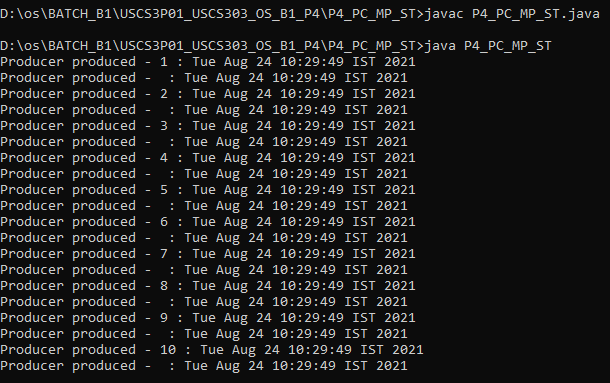 D:\os\BATCH_B1\USCS3P01_USCS303_OS_B1_P4\P4_PC_MP_ST>javac P4_PC_MP_ST.java
D:\os\BATCH_B1\USCS3P01_USCS303_OS_B1_P4\P4_PC_MP_ST>java P4_PC_MP_ST
Producer produced - 1 : Tue Aug 24 10:29:49 IST 2021
Producer produced -  : Tue Aug 24 10:29:49 IST 2021
Producer produced - 2 : Tue Aug 24 10:29:49 IST 2021
Producer produced -  : Tue Aug 24 10:29:49 IST 2021
Producer produced - 3 : Tue Aug 24 10:29:49 IST 2021
Producer produced -  : Tue Aug 24 10:29:49 IST 2021
Producer produced - 4 : Tue Aug 24 10:29:49 IST 2021
Producer produced -  : Tue Aug 24 10:29:49 IST 2021
Producer produced - 5 : Tue Aug 24 10:29:49 IST 2021
Producer produced -  : Tue Aug 24 10:29:49 IST 2021
Producer produced - 6 : Tue Aug 24 10:29:49 IST 2021
Producer produced -  : Tue Aug 24 10:29:49 IST 2021
Producer produced - 7 : Tue Aug 24 10:29:49 IST 2021
Producer produced -  : Tue Aug 24 10:29:49 IST 2021
Producer produced - 8 : Tue Aug 24 10:29:49 IST 2021
Producer produced -  : Tue Aug 24 10:29:49 IST 2021
Producer produced - 9 : Tue Aug 24 10:29:49 IST 2021
Producer produced -  : Tue Aug 24 10:29:49 IST 2021
Producer produced - 10 : Tue Aug 24 10:29:49 IST 2021
Producer produced -  : Tue Aug 24 10:29:49 IST 2021